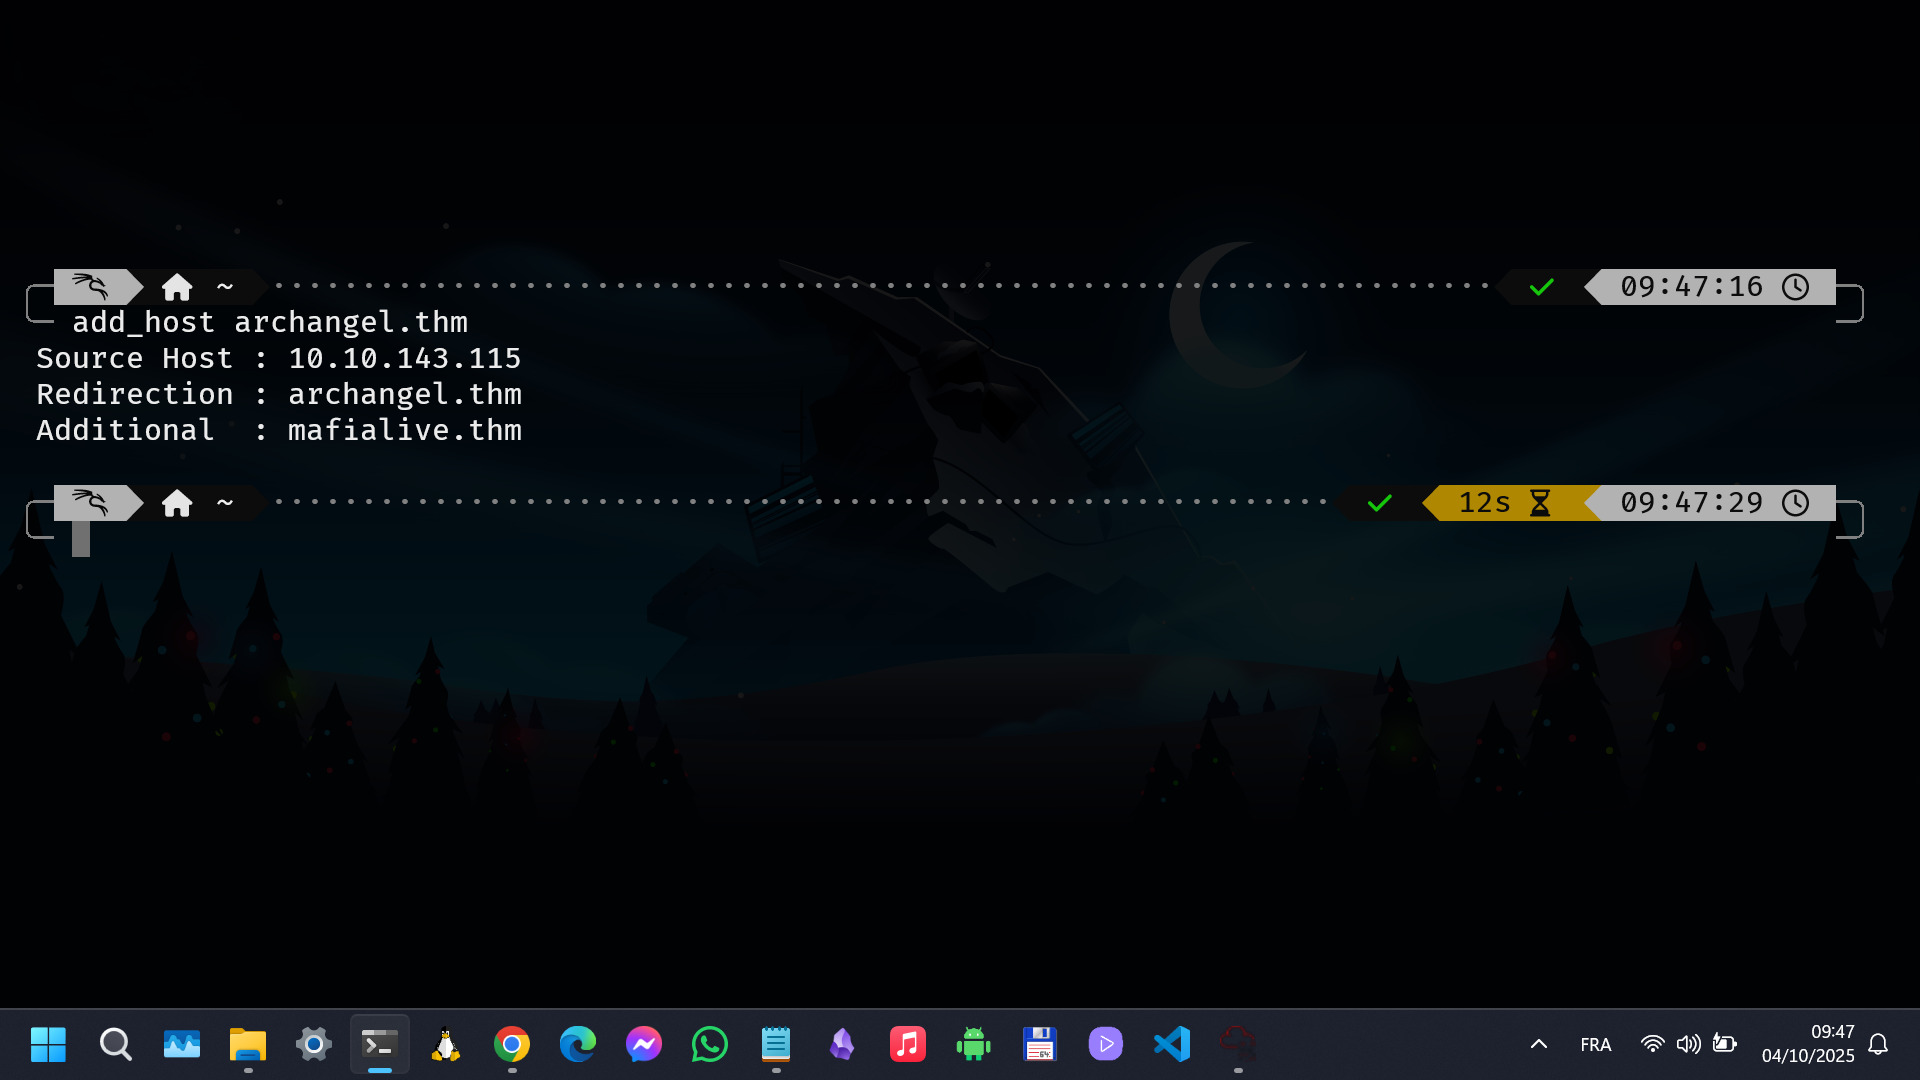 ~ 09:47:16
add_host archangel.thm
Source Host : 10.10.143.115
Redirection : archangel.thm
Additional  : mafialive.thm
~ 12s 09:47:29
FRA
09:47
04/10/2025